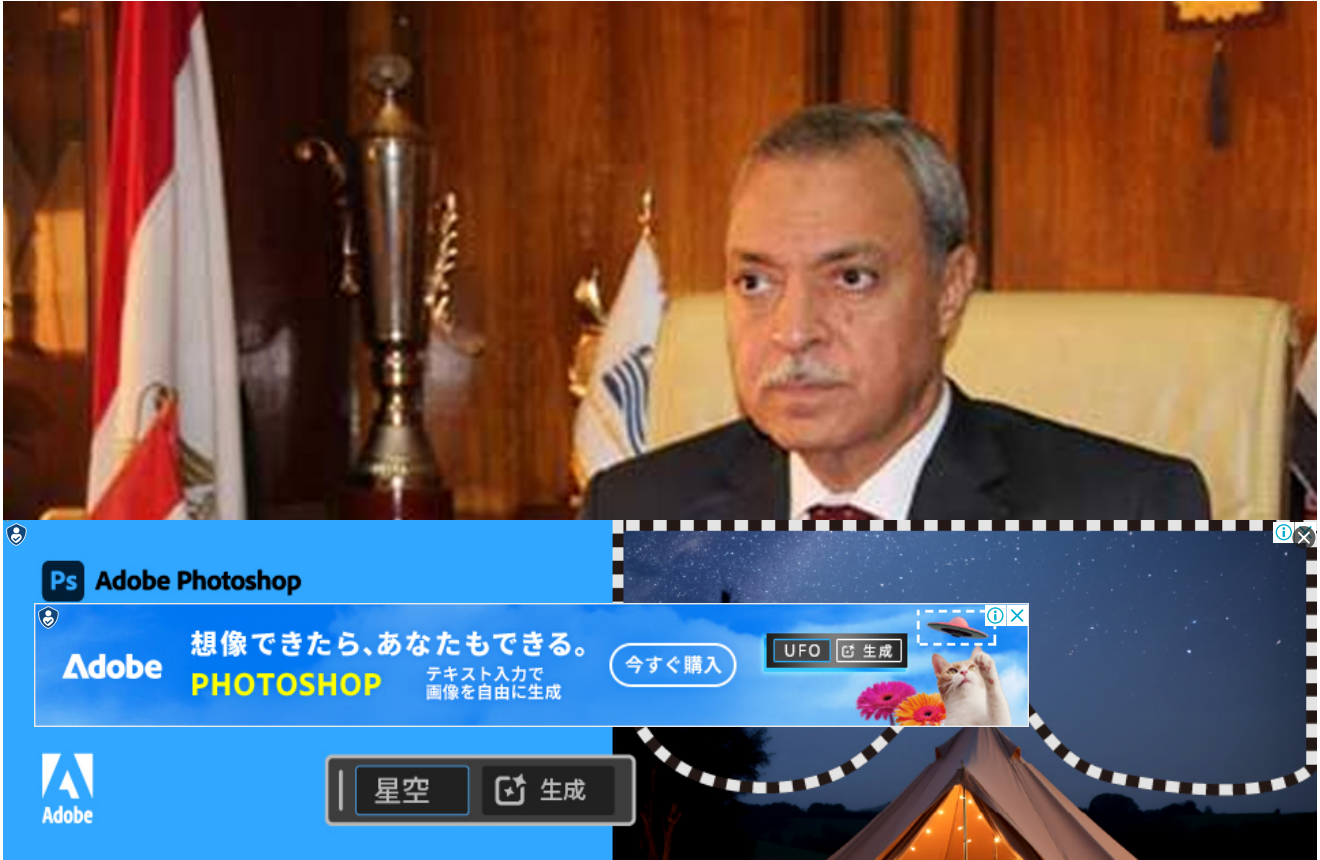 Ps Adobe Photoshop
Adobe
想像できたら、あなたもできる。
PHOTOSHOP
テキスト入力で
画像を自由に生成
今すぐ購入
UFO 生成
星空 生成
Adobe